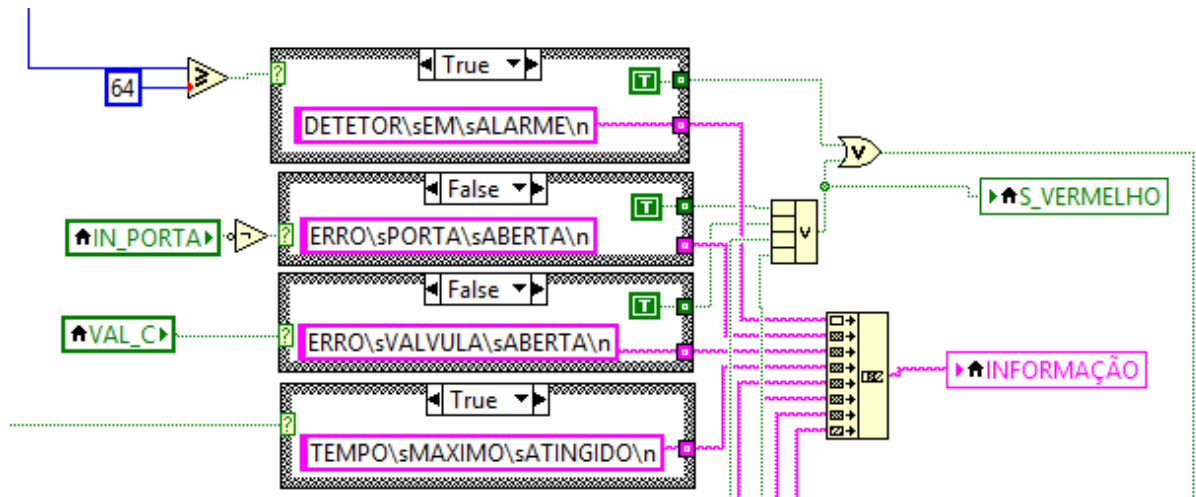 True
64
T
DETETOR\sEM\sALARME\n
False
T
IN_PORTA
ERRO\sPORTA\sABERTA\n
S_VERMELHO
False
T
VAL_C
ERRO\sVALVULA\sABERTA\n
INFORMAÇÃO
True
TEMPO\sMAXIMO\sATINGIDO\n